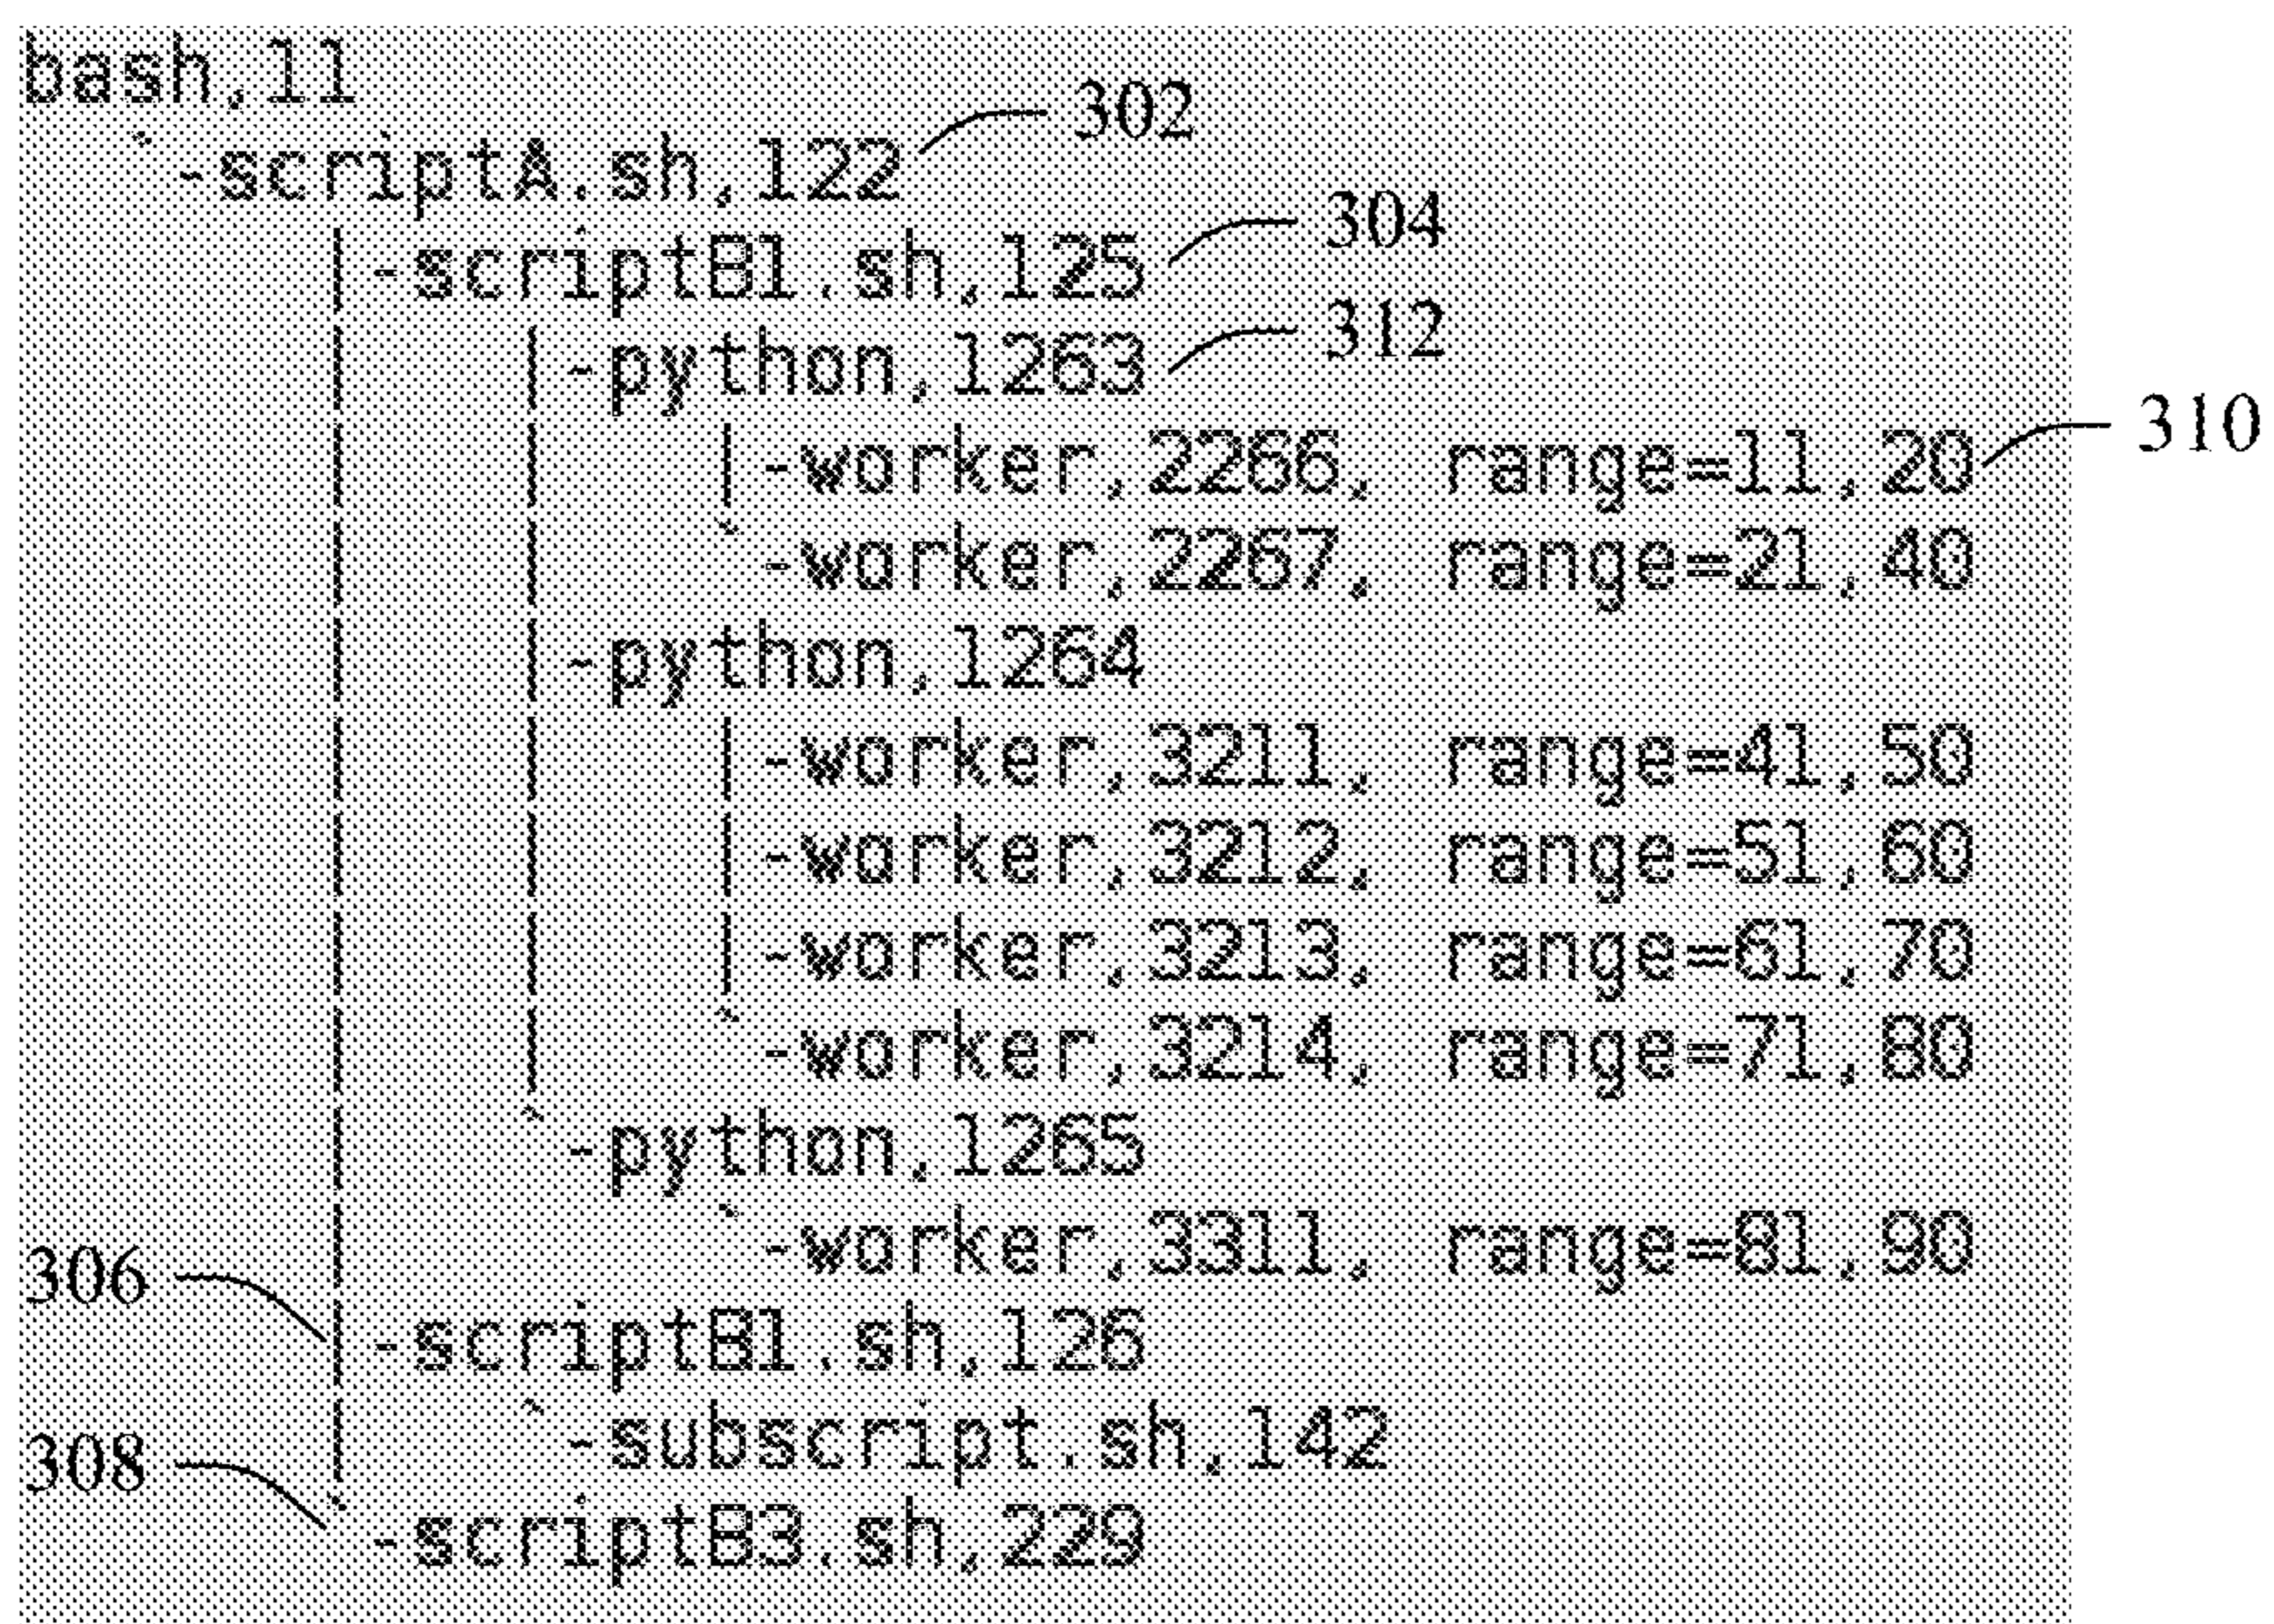 bash,11
`-scriptA.sh,122 302
|-scriptB1.sh,125 304
| |-python,1263 312
| | |-worker,2266, range=11,20 310
| | `-worker,2267, range=21,40
| |-python,1264
| | |-worker,3211, range=41,50
| | |-worker,3212, range=51,60
| | |-worker,3213, range=61,70
| | `-worker,3214, range=71,80
| `-python,1265
| `-worker,3311, range=81,90
306 |-scriptB1.sh,126
| `-subscript.sh,142
308 `-scriptB3.sh,229